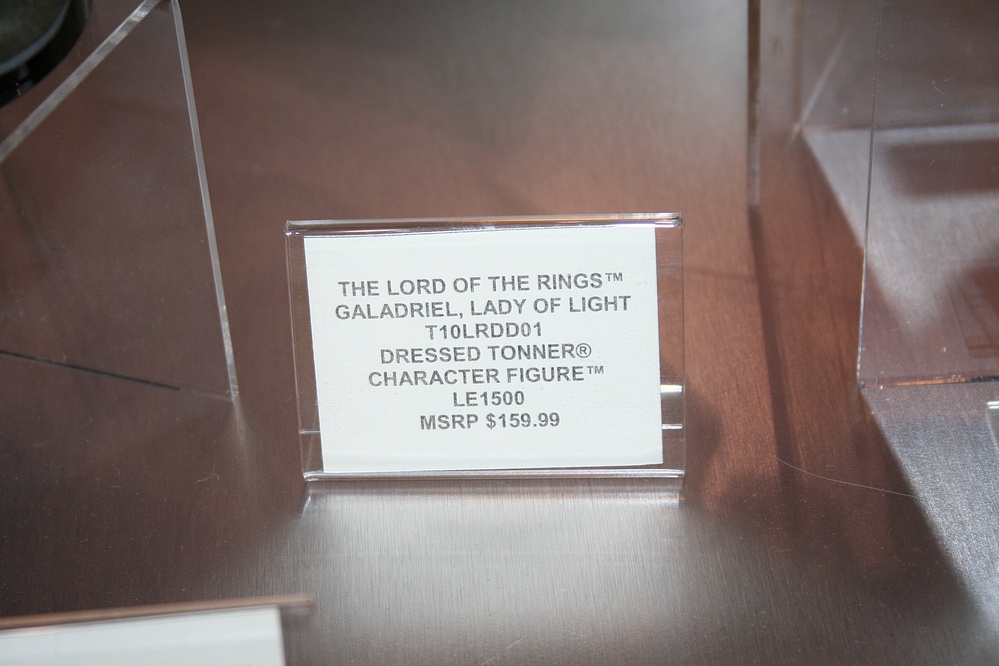 THE LORD OF THE RINGS™
GALADRIEL, LADY OF LIGHT
T10LRDD01
DRESSED TONNER®
CHARACTER FIGURE™
LE1500
MSRP $159.99